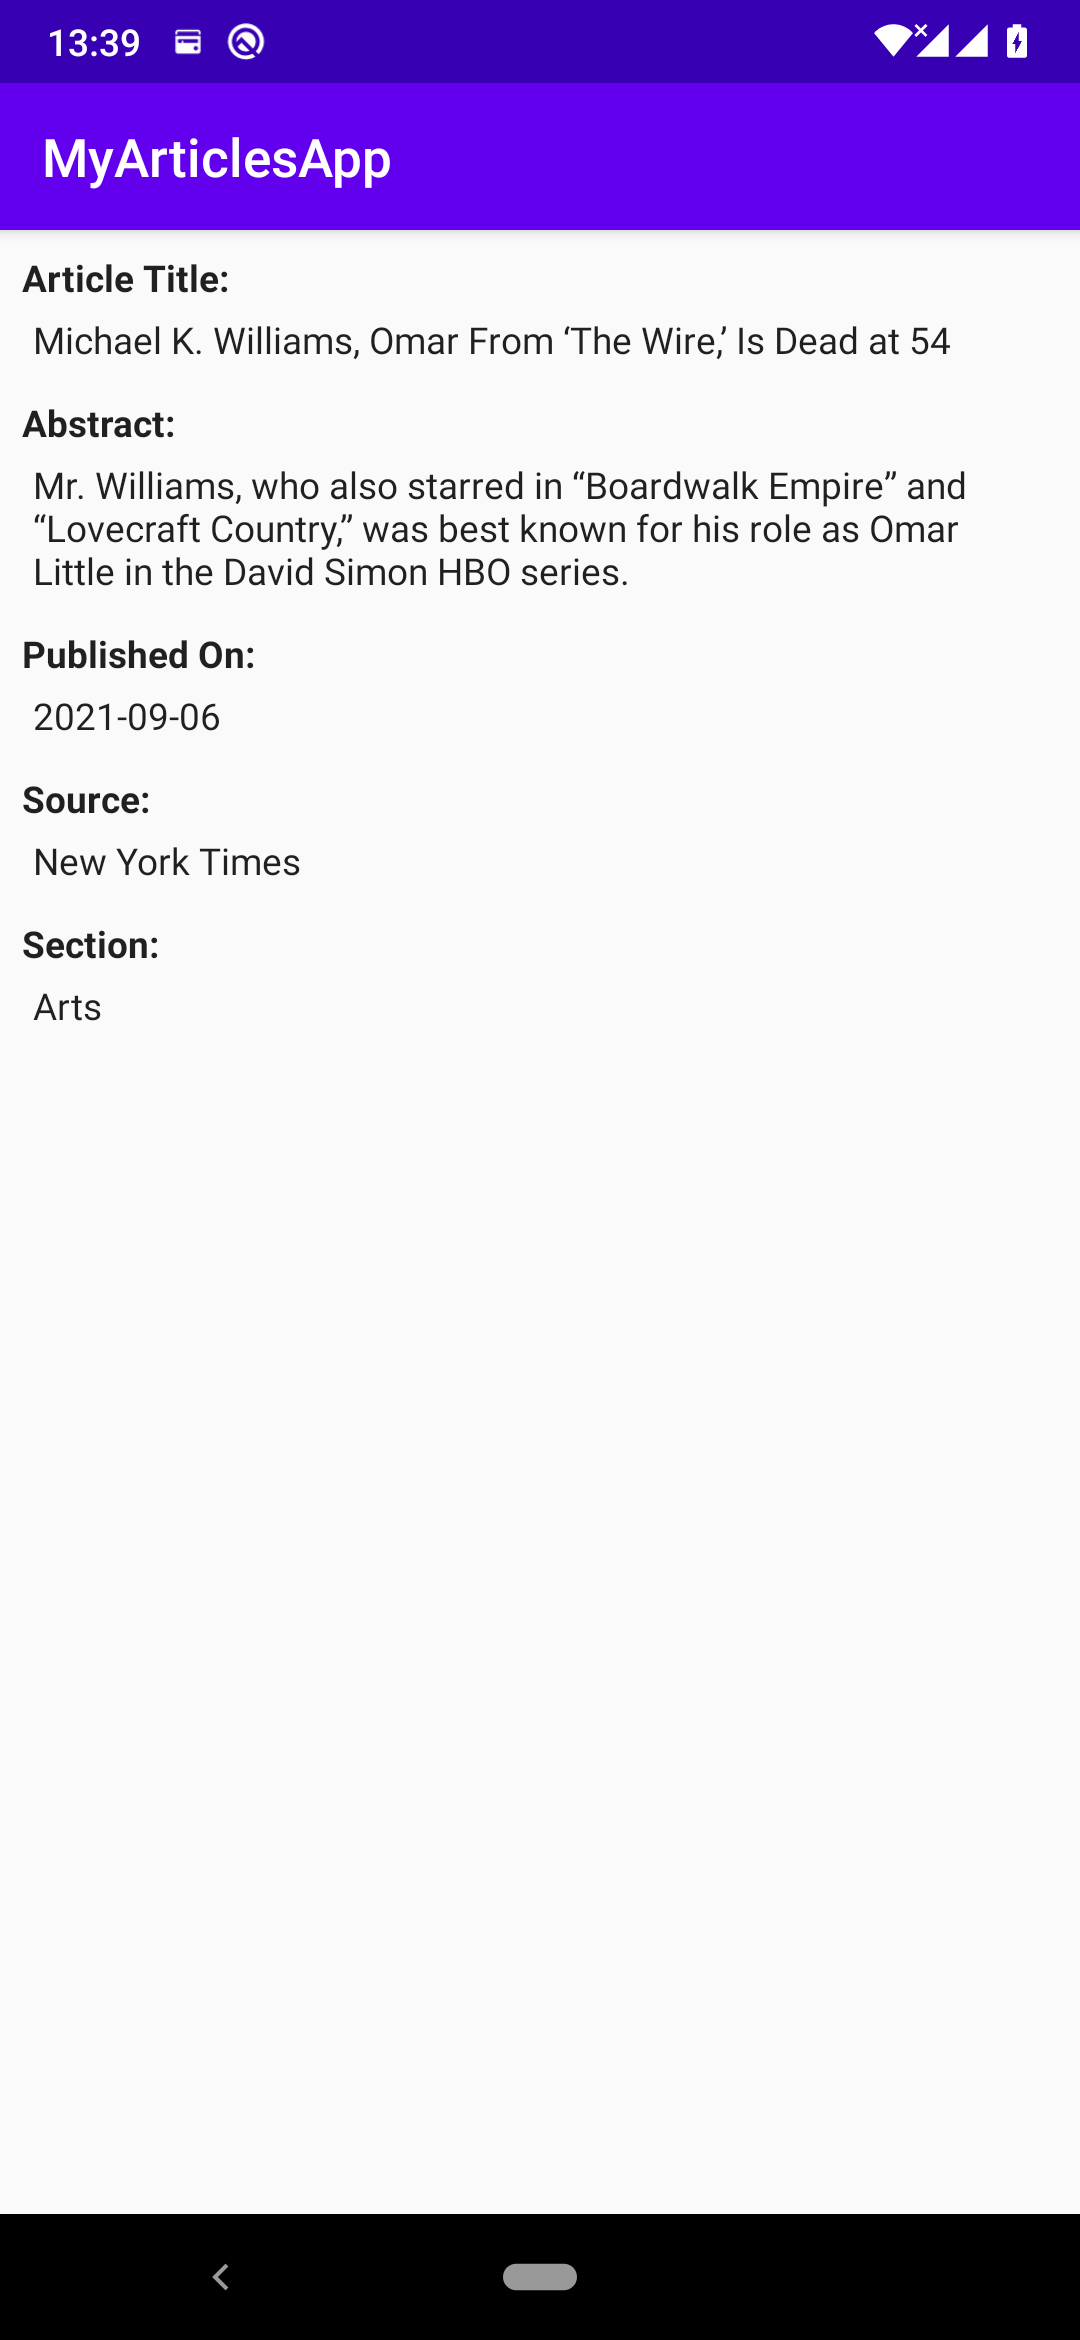 13:39
MyArticlesApp
Article Title:
Michael K. Williams, Omar From ‘The Wire,’ Is Dead at 54
Abstract:
Mr. Williams, who also starred in “Boardwalk Empire” and
“Lovecraft Country,” was best known for his role as Omar
Little in the David Simon HBO series.
Published On:
2021-09-06
Source:
New York Times
Section:
Arts